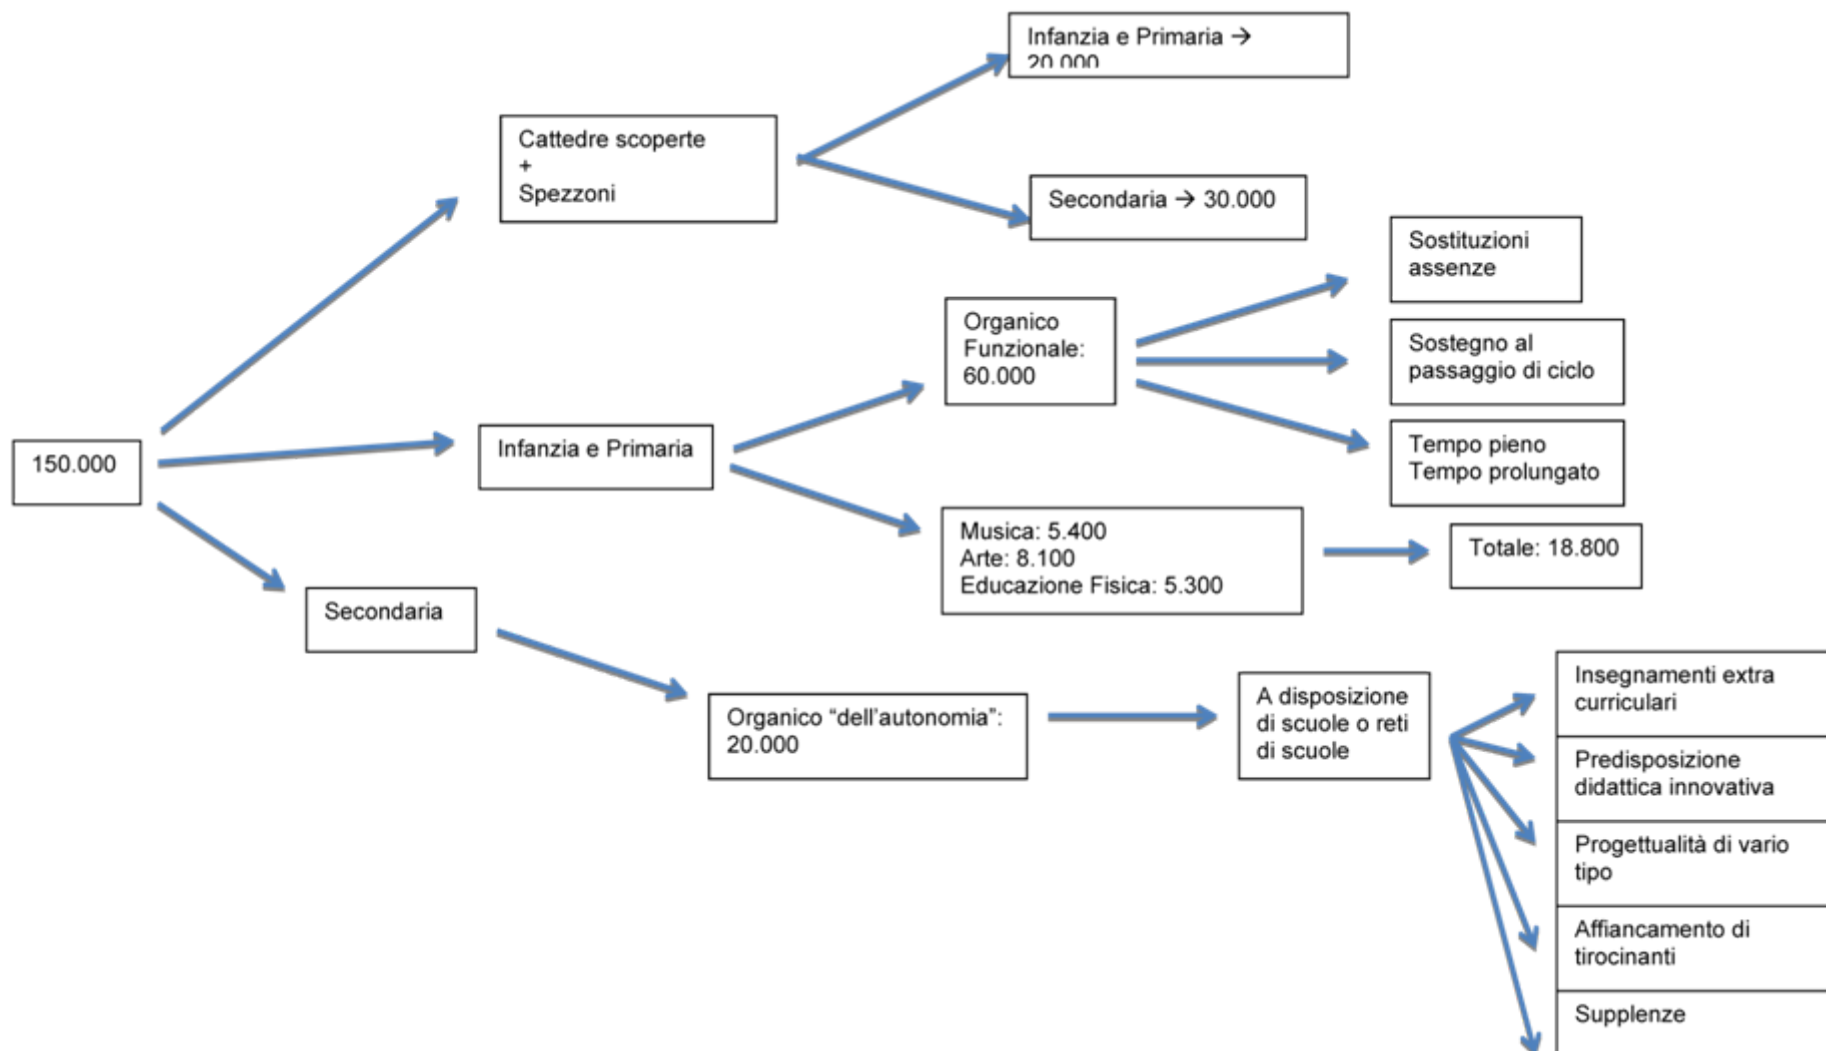 Infanzia e Primaria →
20.000
Cattedre scoperte
+
Spezzoni
Secondaria → 30.000
Sostituzioni
assenze
Organico
Funzionale:
60.000
Sostegno al
passaggio di ciclo
150.000
Infanzia e Primaria
Tempo pieno
Tempo prolungato
Musica: 5.400
Arte: 8.100
Educazione Fisica: 5.300
Totale: 18.800
Secondaria
Organico “dell’autonomia”:
20.000
A disposizione
di scuole o reti
di scuole
Insegnamenti extra
curriculari
Predisposizione
didattica innovativa
Progettualità di vario
tipo
Affiancamento di
tirocinanti
Supplenze